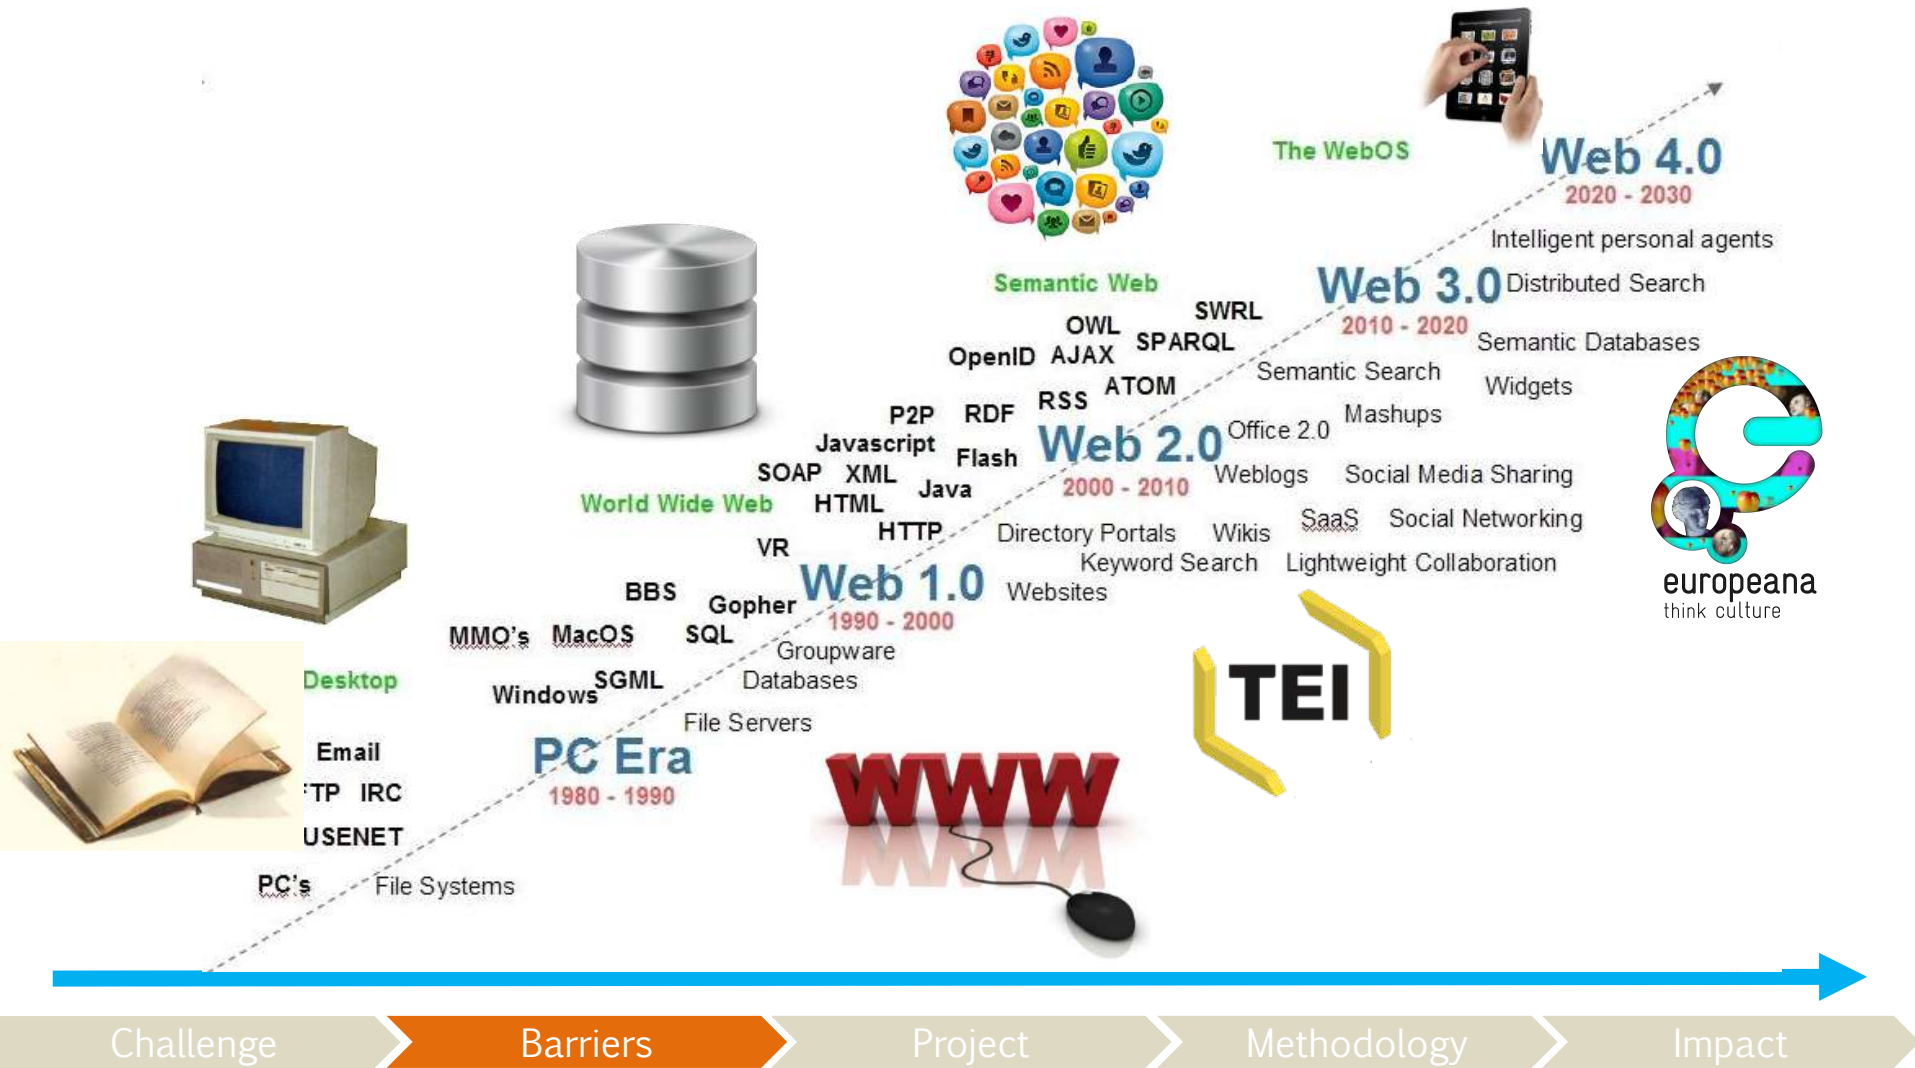 The WebOS
Web 4.0
2020 - 2030
Intelligent personal agents
Semantic Web
Web 3.0
Distributed Search
2010 - 2020
SWRL
OWL
SPARQL
Semantic Databases
OpenID
AJAX
Semantic Search
Widgets
ATOM
RSS
P2P
RDF
Mashups
Javascript
Flash
Web 2.0
Office 2.0
2000 - 2010
SOAP
XML
Java
Weblogs
Social Media Sharing
World Wide Web
HTML
HTTP
Directory Portals
Wikis
SaaS
Social Networking
VR
Keyword Search
Lightweight Collaboration
BBS
Gopher
Web 1.0
Websites
1990 - 2000
europeana
think culture
MMO's
MacOS
SQL
Groupware
Desktop
Windows
SGML
Databases
File Servers
TEI
Email
PC Era
1980 - 1990
WWW
TP IRC
USENET
PC's
File Systems
Challenge
Barriers
Project
Methodology
Impact